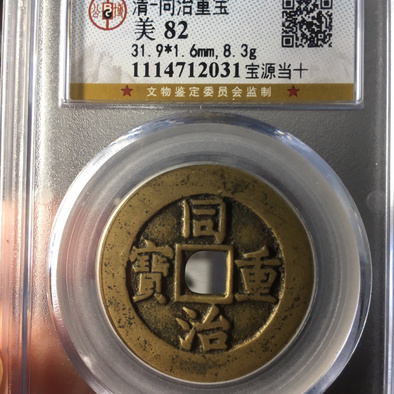 清-同治重宝
美 82
31.9*1.6mm, 8.3g
1114712031 宝源当十
★ 文物鉴定委员会监制 ★
同
寶 重
治